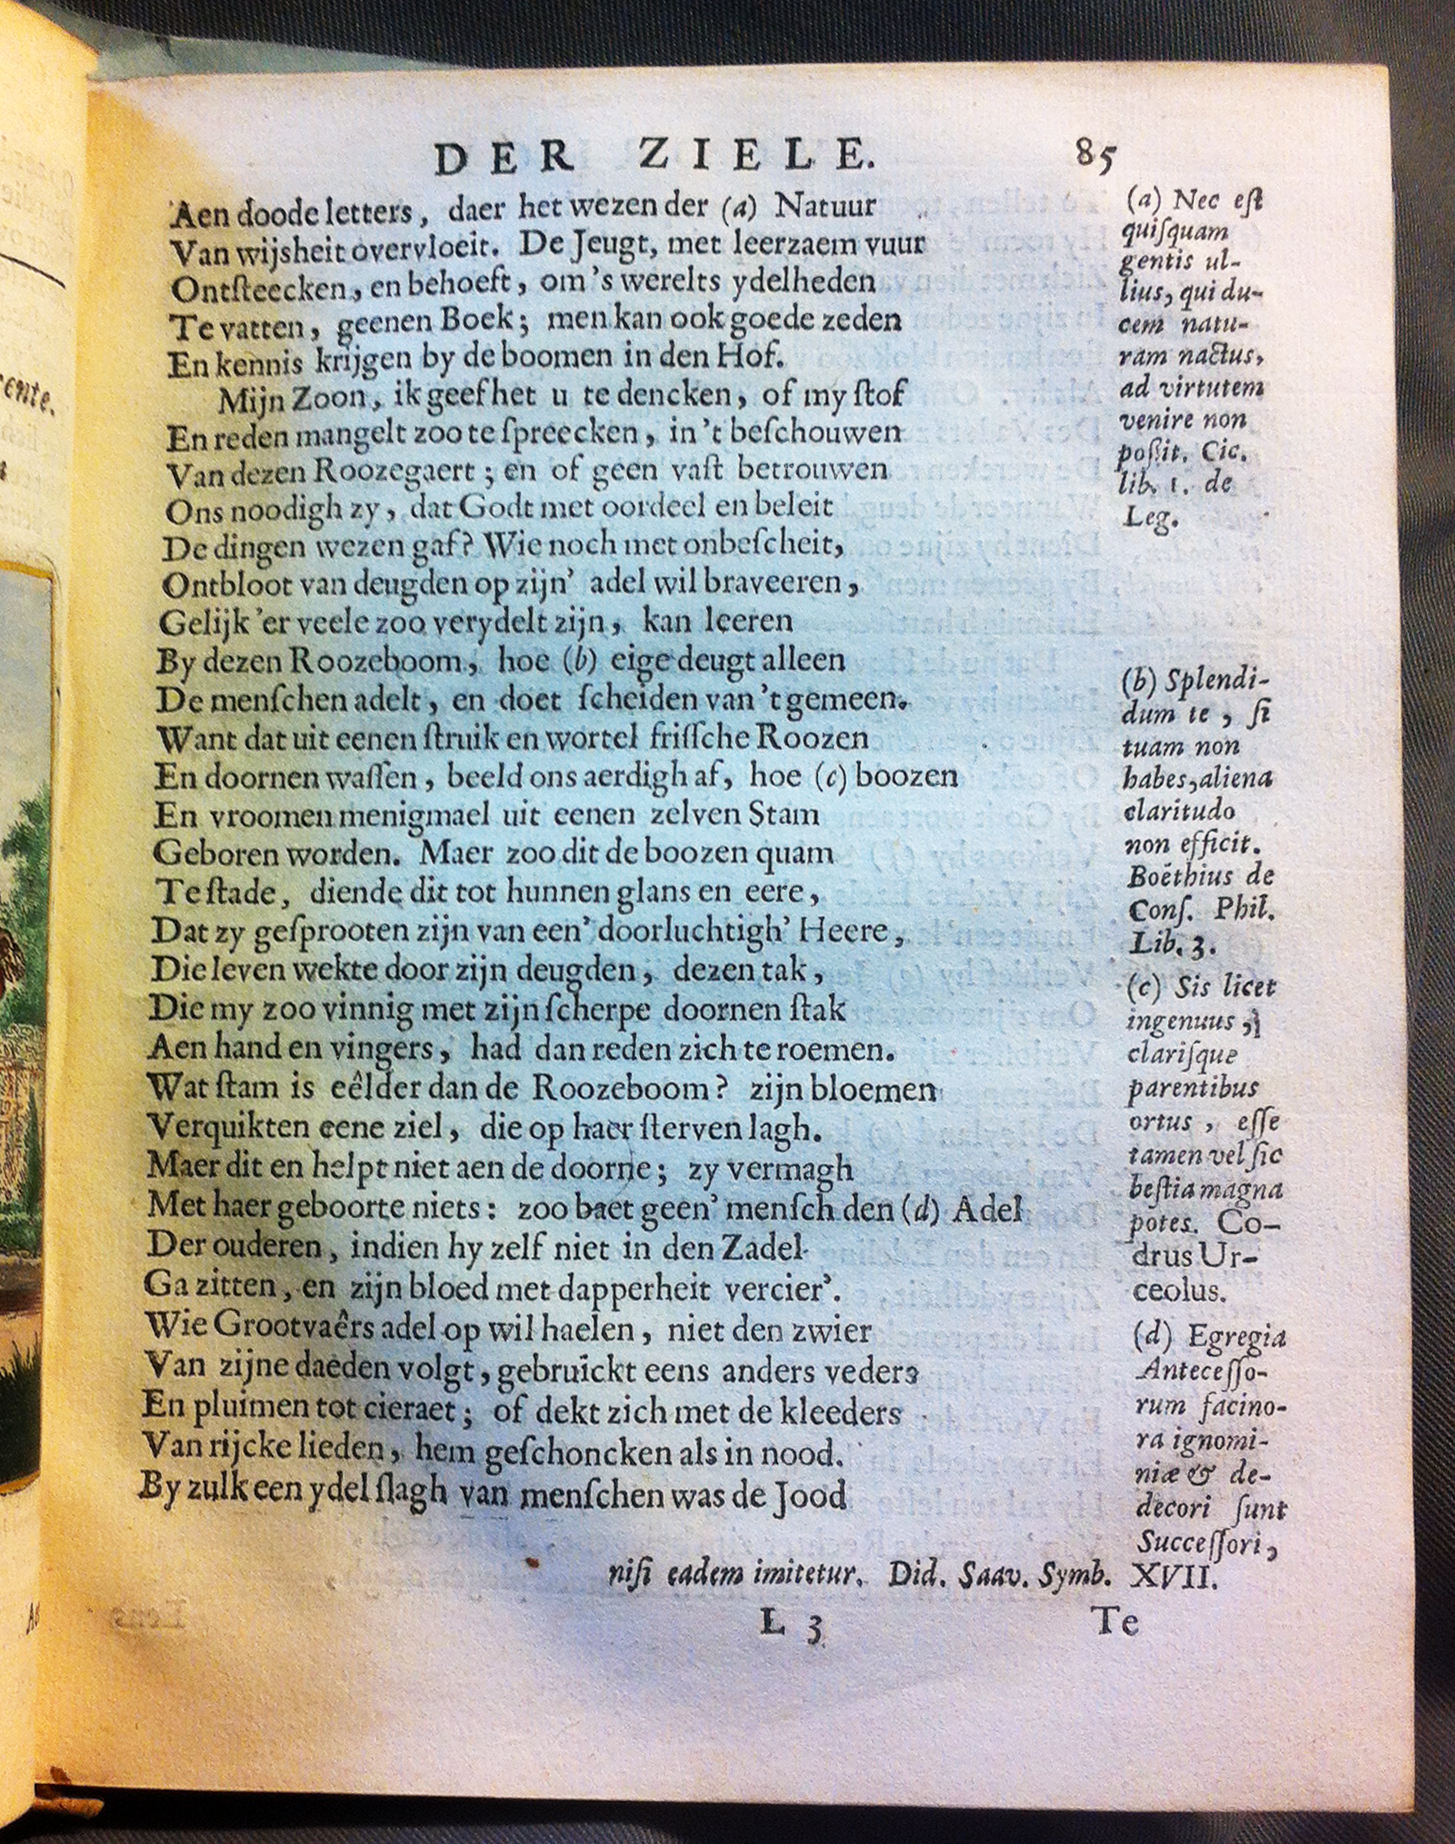 DER ZIELE. 85
Aen doode letters, daer het wezen der (a) Natuur
Van wijsheit overvloeit. De Jeugt, met leerzaem vuur
Ontſteecken, en behoeft, om 's werelts ydelheden
Te vatten, geenen Boek; men kan ook goede zeden
En kennis krijgen by de boomen in den Hof.
Mijn Zoon, ik geef het u te dencken, of my ſtof
En reden mangelt zoo te ſpreecken, in 't beſchouwen
Van dezen Roozegaert; en of geen vaſt betrouwen
Ons noodigh zy, dat Godt met oordeel en beleit
De dingen wezen gaf? Wie noch met onbeſcheit,
Ontbloot van deugden op zijn' adel wil braveeren,
Gelijk 'er veele zoo verydelt zijn, kan leeren
By dezen Roozeboom, hoe (b) eige deugt alleen
De menſchen adelt, en doet ſcheiden van 't gemeen.
Want dat uit eenen ſtruik en wortel friſſche Roozen
En doornen waſſen, beeld ons aerdigh af, hoe (c) boozen
En vroomen menigmael uit eenen zelven Stam
Geboren worden. Maer zoo dit de boozen quam
Te ſtade, diende dit tot hunnen glans en eere,
Dat zy geſprooten zijn van een' doorluchtigh' Heere,
Die leven wekte door zijn deugden, dezen tak,
Die my zoo vinnig met zijn ſcherpe doornen ſtak
Aen hand en vingers, had dan reden zich te roemen.
Wat ſtam is eêlder dan de Roozeboom? zijn bloemen
Verquikten eene ziel, die op haer ſterven lagh.
Maer dit en helpt niet aen de doorne; zy vermagh
Met haer geboorte niets: zoo baet geen' menſch den (d) Adel
Der ouderen, indien hy zelf niet in den Zadel
Ga zitten, en zijn bloed met dapperheit vercier'.
Wie Grootvaêrs adel op wil haelen, niet den zwier
Van zijne daeden volgt, gebruickt eens anders veders
En pluimen tot cieraet; of dekt zich met de kleeders
Van rijcke lieden, hem geſchoncken als in nood.
By zulk een ydel ſlagh van menſchen was de Jood
(a) Nec eſt
quiſquam
gentis ul-
lius, qui du-
cem natu-
ram nactus,
ad virtutem
venire non
poſſit. Cic.
lib. 1. de
Leg.
(b) Splendi-
dum te, ſi
tuam non
habes, aliena
claritudo
non efficit.
Boëthius de
Conſ. Phil.
Lib. 3.
(c) Sis licet
ingenuus,
clariſque
parentibus
ortus, eſſe
tamen vel ſic
beſtia magna
potes. Co-
drus Ur-
ceolus.
(d) Egregia
Anteceſſo-
rum facino-
ra ignomi-
niæ & de-
decori ſunt
Succeſſori,
niſi eadem imitetur. Did. Saav. Symb. XVII.
L 3 Te